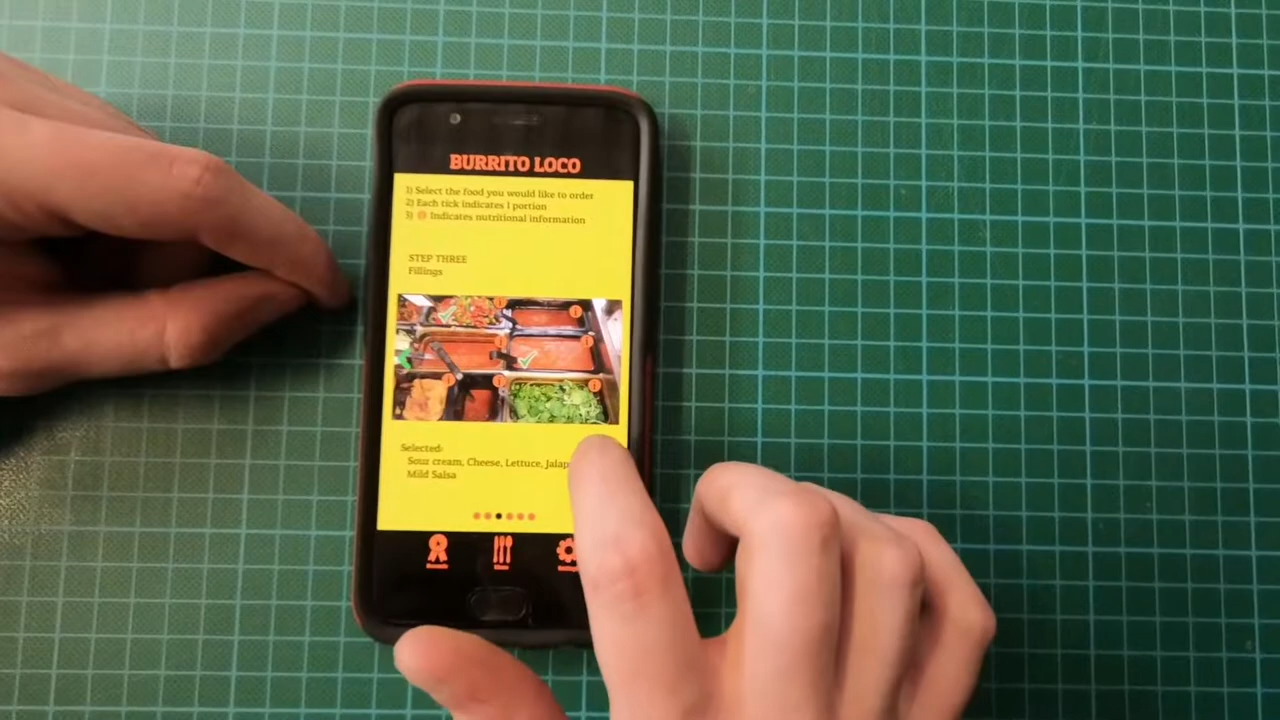 BURRITO LOCO
1) Select the food you would like to order
2) Each tick indicates 1 portion
3) i Indicates nutritional information
STEP THREE
Fillings
Selected:
Sour cream, Cheese, Lettuce, Jalap
Mild Salsa